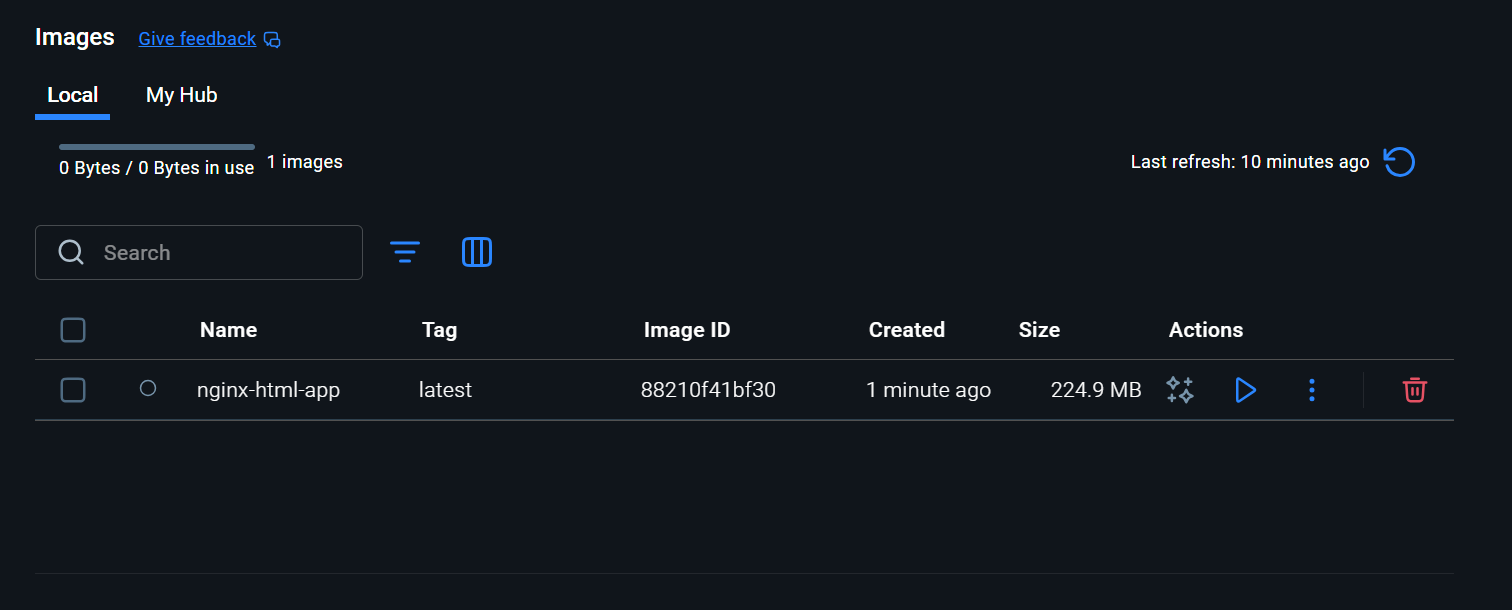 Images Give feedback
Local My Hub
0 Bytes / 0 Bytes in use 1 images Last refresh: 10 minutes ago
Search
Name Tag Image ID Created Size Actions
nginx-html-app latest 88210f41bf30 1 minute ago 224.9 MB